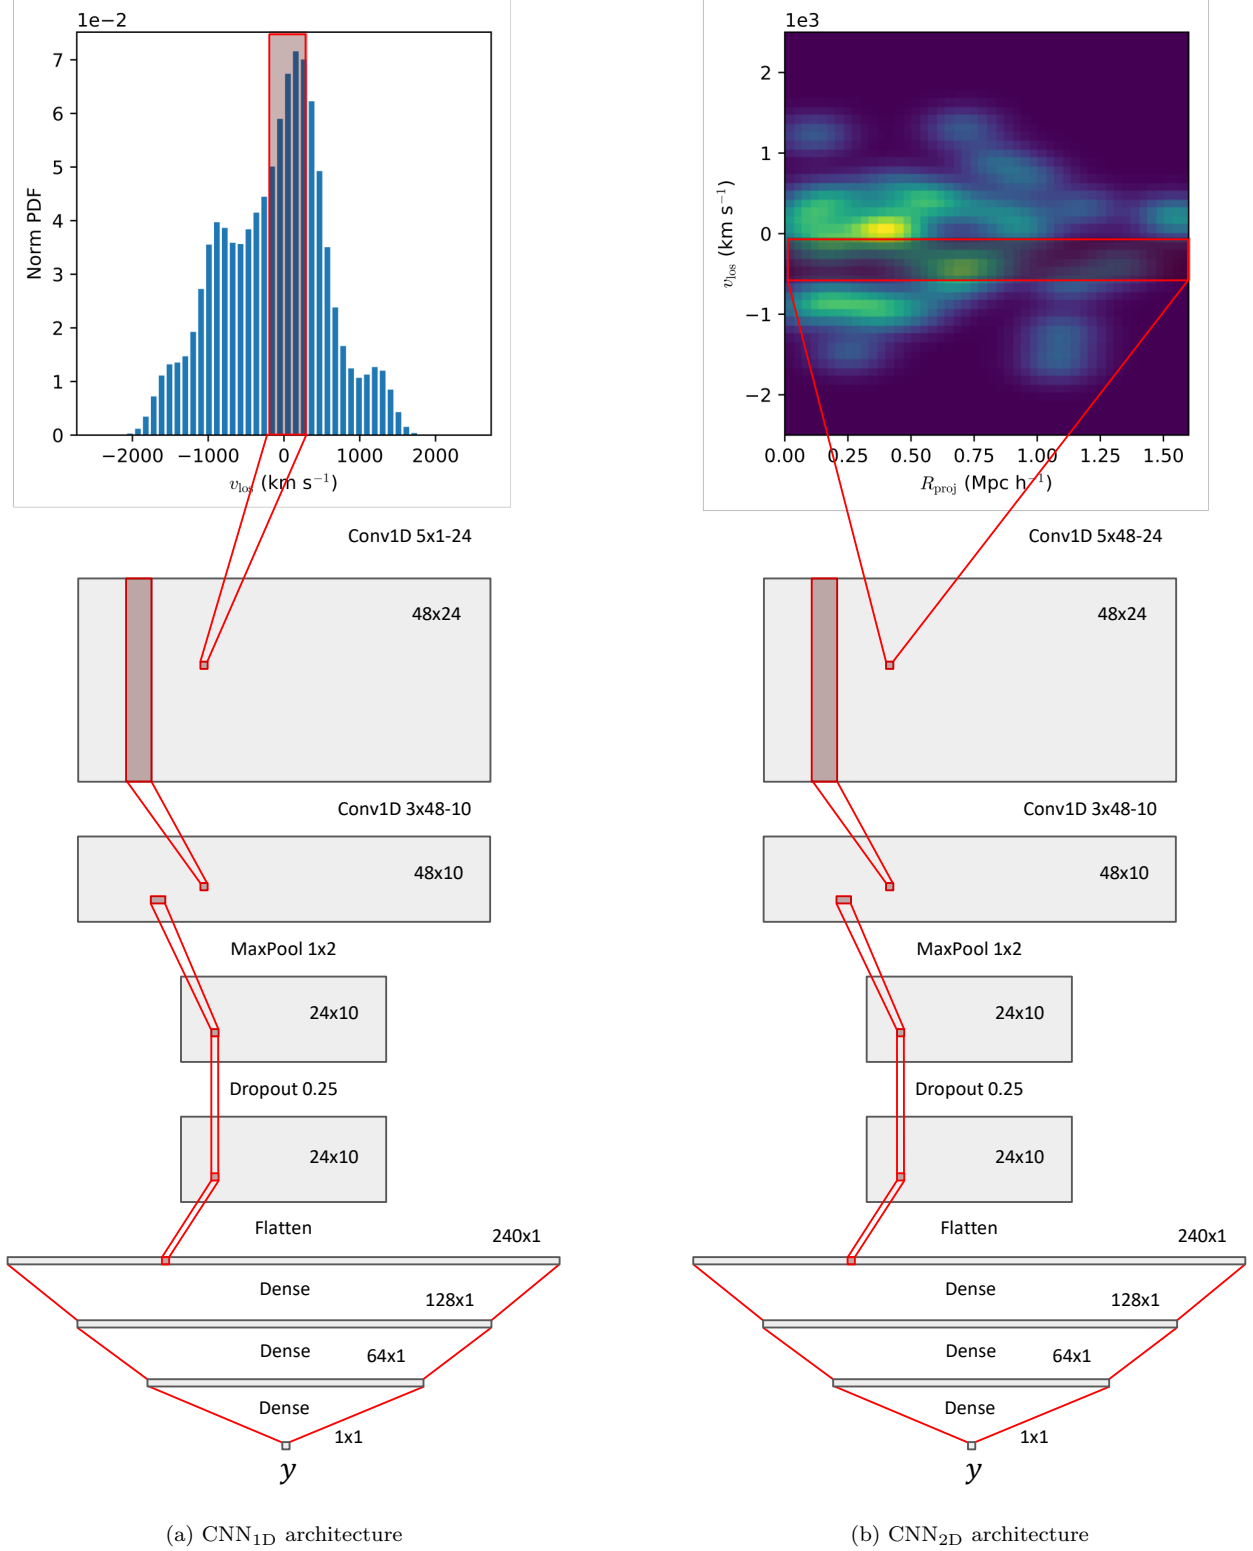 1e−2
7
6
5
4
3
2
1
0
Norm PDF
−2000 −1000 0 1000 2000
v_los (km s⁻¹)
Conv1D 5x1-24
48x24
Conv1D 3x48-10
48x10
MaxPool 1x2
24x10
Dropout 0.25
24x10
Flatten
240x1
Dense
128x1
Dense
64x1
Dense
1x1
y
(a) CNN₁D architecture
1e3
2
1
0
−1
−2
v_los (km s⁻¹)
0.00 0.25 0.50 0.75 1.00 1.25 1.50
R_proj (Mpc h⁻¹)
Conv1D 5x48-24
48x24
Conv1D 3x48-10
48x10
MaxPool 1x2
24x10
Dropout 0.25
24x10
Flatten
240x1
Dense
128x1
Dense
64x1
Dense
1x1
y
(b) CNN₂D architecture